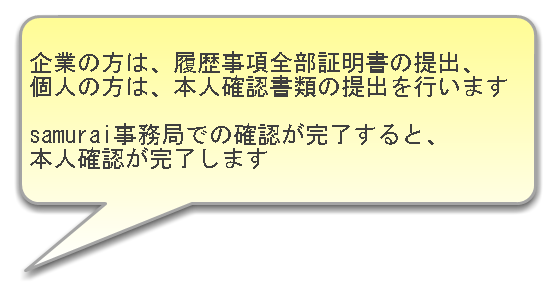 企業の方は、履歴事項全部証明書の提出、
個人の方は、本人確認書類の提出を行います
samurai事務局での確認が完了すると、
本人確認が完了します